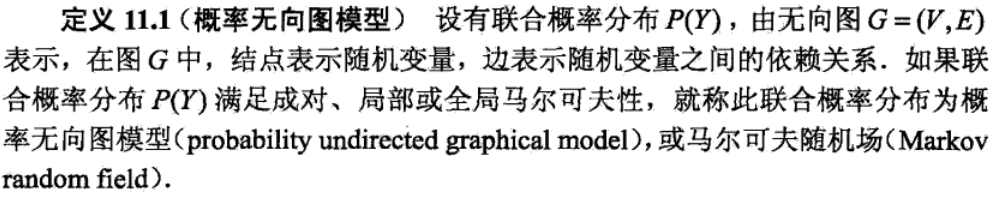 定义 11.1（概率无向图模型） 设有联合概率分布 P(Y)，由无向图 G=(V,E)
表示，在图 G 中，结点表示随机变量，边表示随机变量之间的依赖关系．如果联
合概率分布 P(Y) 满足成对、局部或全局马尔可夫性，就称此联合概率分布为概
率无向图模型(probability undirected graphical model)，或马尔可夫随机场(Markov
random field)．